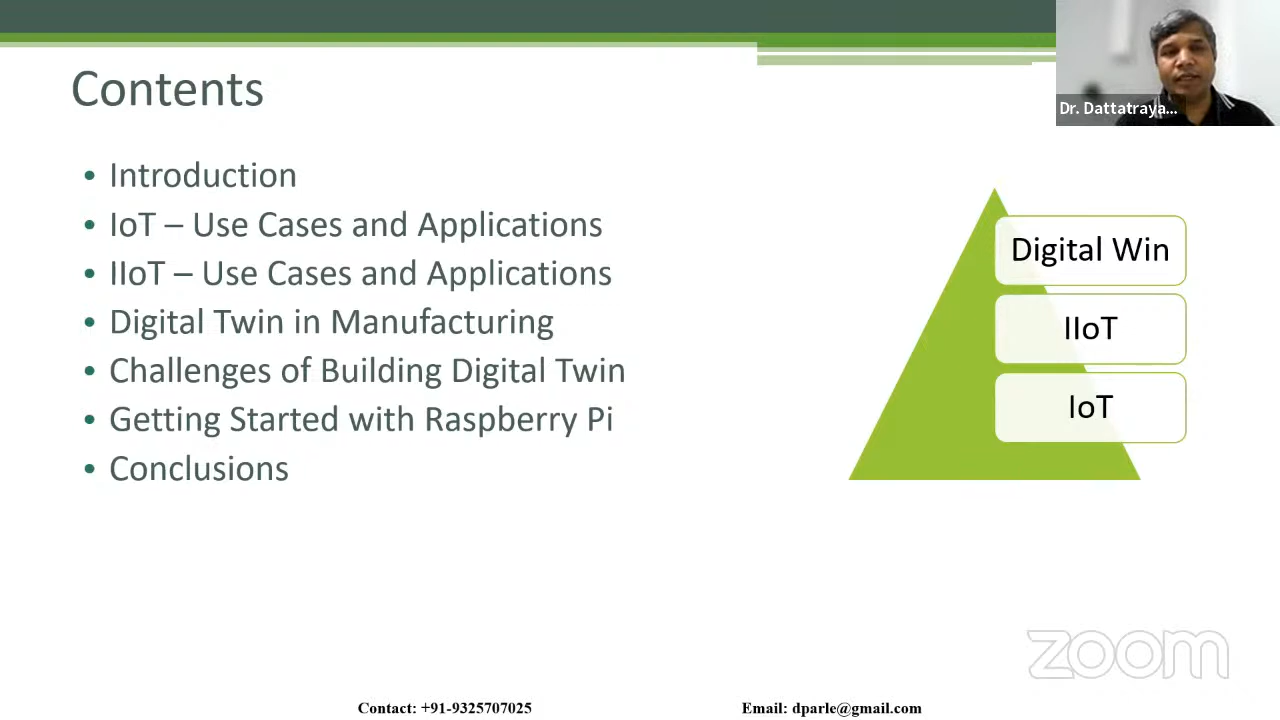 Contents
Dr. Dattatraya...
• Introduction
• IoT – Use Cases and Applications
• IIoT – Use Cases and Applications
• Digital Twin in Manufacturing
• Challenges of Building Digital Twin
• Getting Started with Raspberry Pi
• Conclusions
Digital Win
IIoT
IoT
zoom
Contact: +91-9325707025
Email: dparle@gmail.com